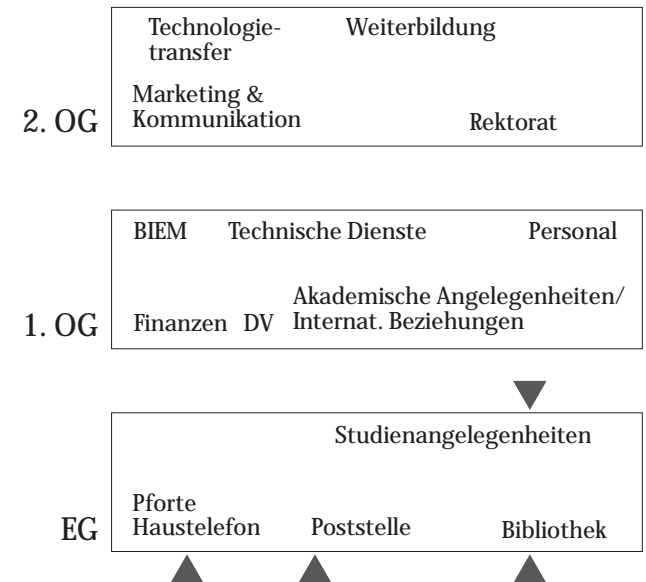 Technologie- Weiterbildung
transfer
Marketing &
2. OG Kommunikation Rektorat
BIEM Technische Dienste Personal
Akademische Angelegenheiten/
1. OG Finanzen DV Internat. Beziehungen
Studienangelegenheiten
Pforte
EG Haustelefon Poststelle Bibliothek